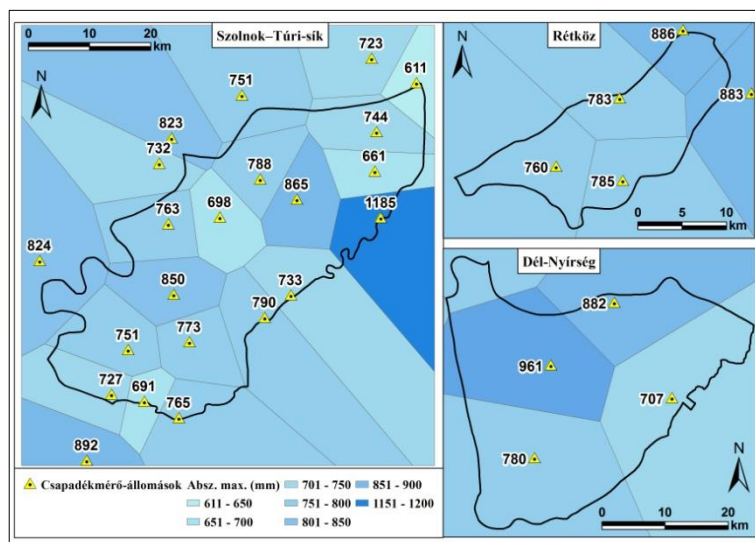 Szolnok–Túri-sík
0 10 20
km
N
723
611
751
744
823
732
661
788
865
698
763
1185
824
850
733
790
773
751
727
691
765
892
Csapadékmérő-állomások
Absz. max. (mm)
611 - 650
651 - 700
701 - 750
751 - 800
801 - 850
851 - 900
1151 - 1200
Rétköz
886
N
783
883
760
785
0 5 10
km
Dél-Nyírség
882
961
707
780
N
0 10 20
km